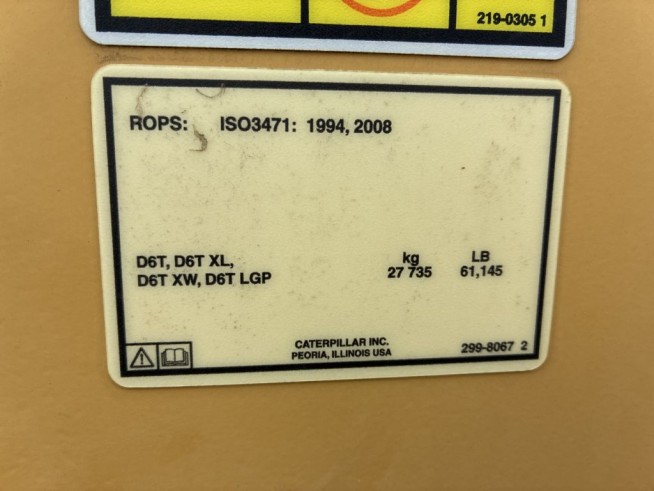 219-0305 1
ROPS: ISO3471: 1994, 2008
D6T, D6T XL,
D6T XW, D6T LGP
kg LB
27 735 61,145
CATERPILLAR INC.
PEORIA, ILLINOIS USA
299-8067 2